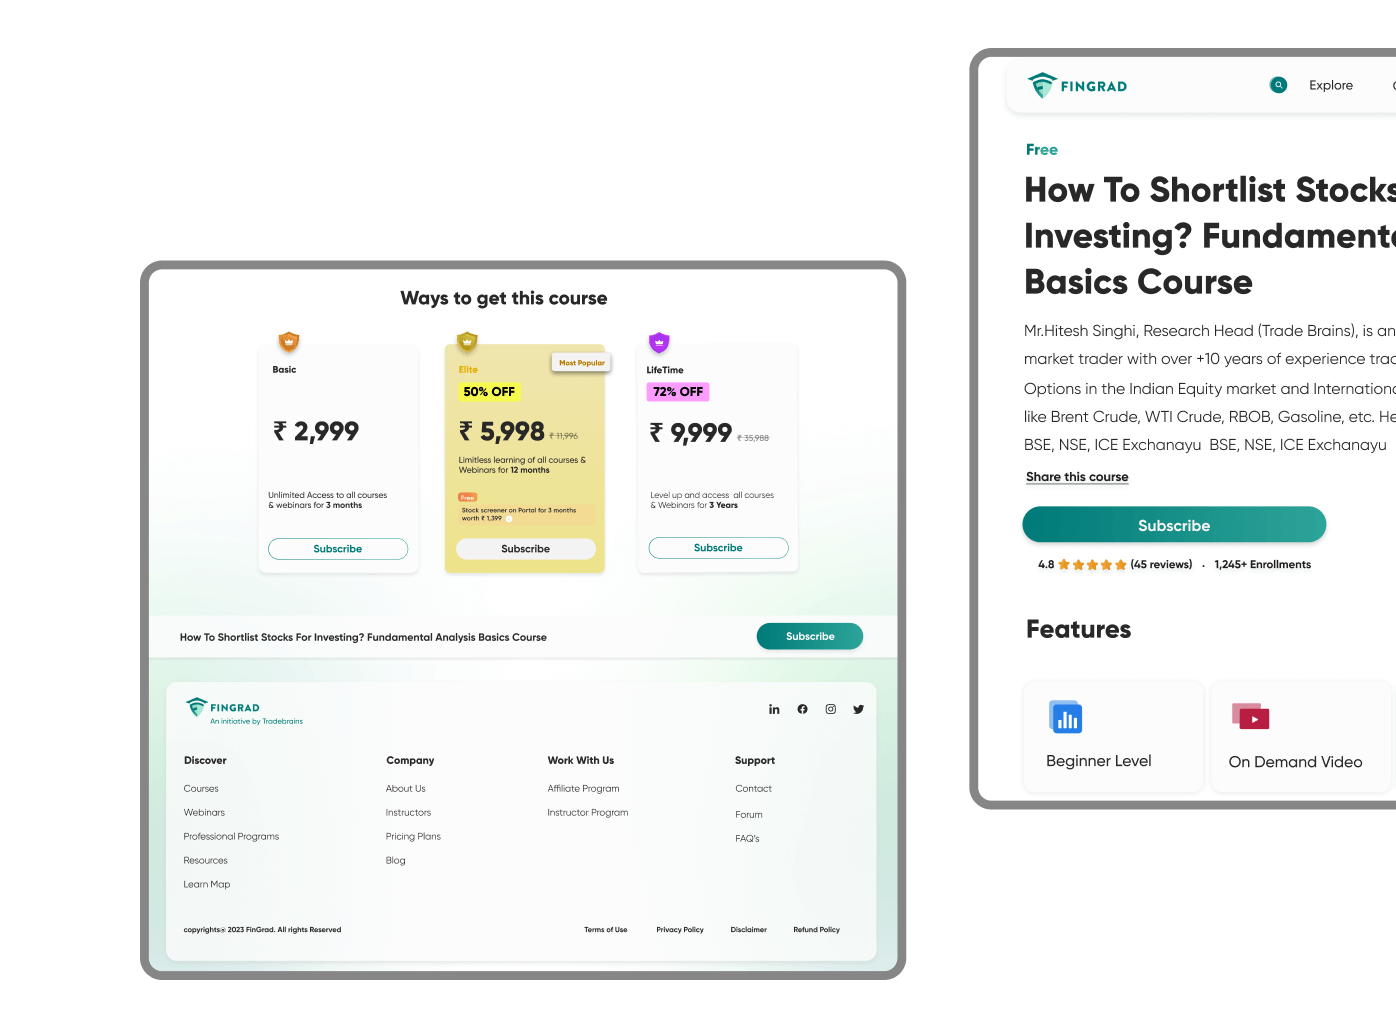 Ways to get this course
Basic
₹ 2,999
Unlimited Access to all courses
& webinars for 3 months
Subscribe
Most Popular
Elite
50% OFF
₹ 5,998 ₹ 11,996
Limitless learning of all courses &
Webinars for 12 months
Free
Stock screener on Portal for 3 months
worth ₹ 1,399
Subscribe
LifeTime
72% OFF
₹ 9,999 ₹ 35,988
Level up and access all courses
& Webinars for 3 Years
Subscribe
How To Shortlist Stocks For Investing? Fundamental Analysis Basics Course
Subscribe
FINGRAD
An initiative by Tradebrains
Discover
Courses
Webinars
Professional Programs
Resources
Learn Map
Company
About Us
Instructors
Pricing Plans
Blog
Work With Us
Affiliate Program
Instructor Program
Support
Contact
Forum
FAQ's
copyrights@ 2023 FinGrad. All rights Reserved
Terms of Use
Privacy Policy
Disclaimer
Refund Policy
FINGRAD
Explore
Free
How To Shortlist Stocks
Investing? Fundament
Basics Course
Mr.Hitesh Singhi, Research Head (Trade Brains), is an
market trader with over +10 years of experience trac
Options in the Indian Equity market and Internationa
like Brent Crude, WTI Crude, RBOB, Gasoline, etc. He
BSE, NSE, ICE Exchanayu BSE, NSE, ICE Exchanayu
Share this course
Subscribe
4.8 (45 reviews) · 1,245+ Enrollments
Features
Beginner Level
On Demand Video